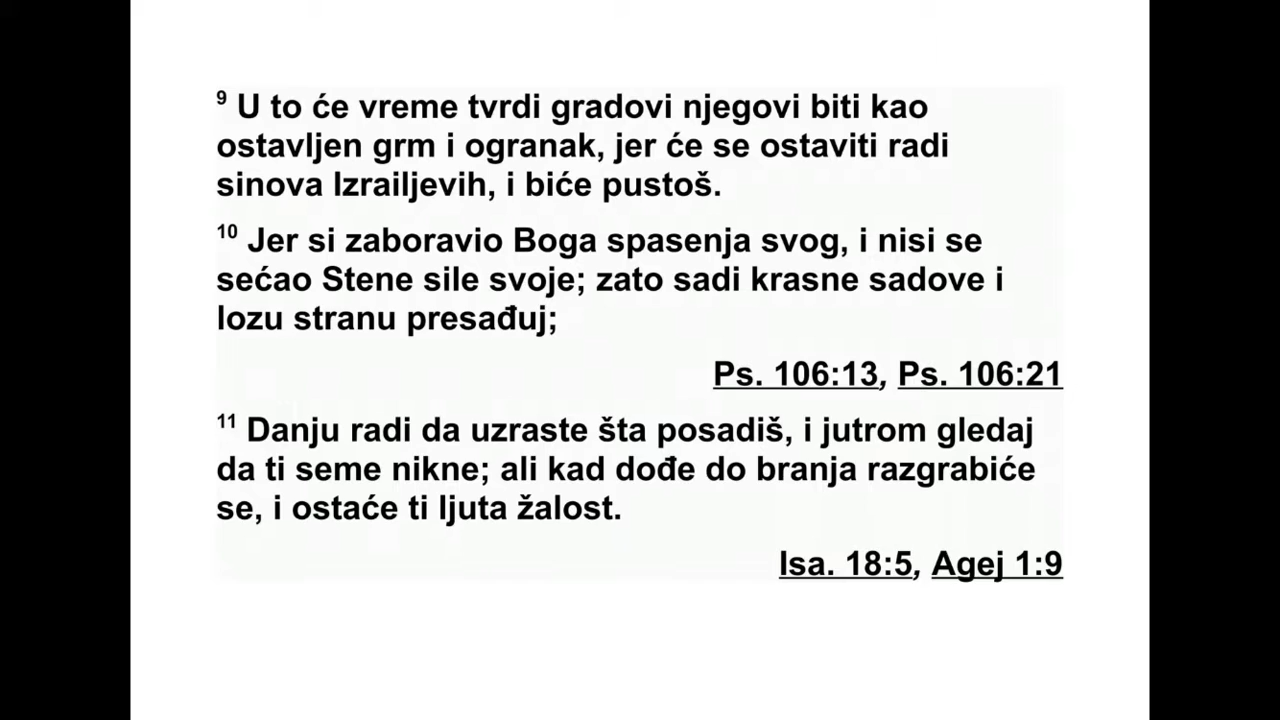 9 U to će vreme tvrdi gradovi njegovi biti kao
ostavljen grm i ogranak, jer će se ostaviti radi
sinova Izrailjevih, i biće pustoš.
10 Jer si zaboravio Boga spasenja svog, i nisi se
sećao Stene sile svoje; zato sadi krasne sadove i
lozu stranu presađuj;
Ps. 106:13, Ps. 106:21
11 Danju radi da uzraste šta posadiš, i jutrom gledaj
da ti seme nikne; ali kad dođe do branja razgrabiće
se, i ostaće ti ljuta žalost.
Isa. 18:5, Agej 1:9